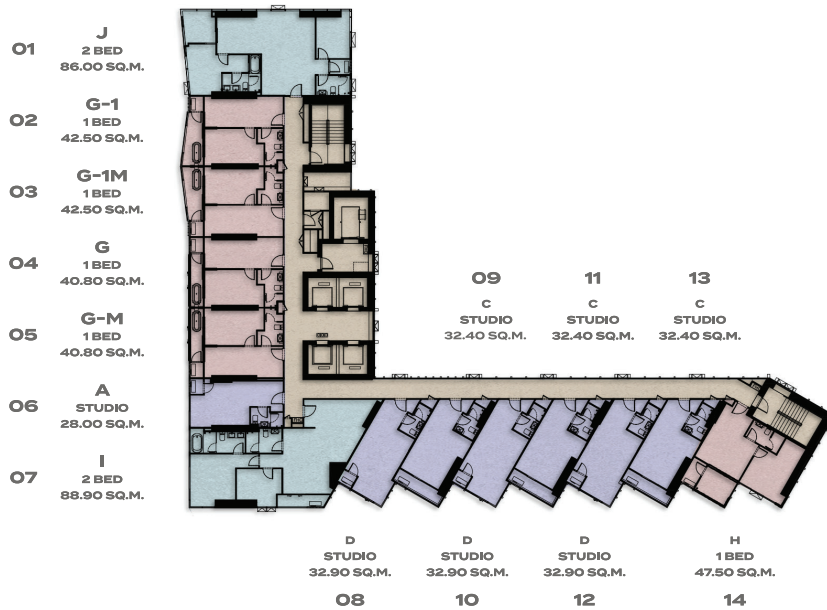 01
J
2 BED
86.00 SQ.M.
02
G-1
1 BED
42.50 SQ.M.
03
G-1M
1 BED
42.50 SQ.M.
04
G
1 BED
40.80 SQ.M.
05
G-M
1 BED
40.80 SQ.M.
06
A
STUDIO
28.00 SQ.M.
07
I
2 BED
88.90 SQ.M.
09
C
STUDIO
32.40 SQ.M.
11
C
STUDIO
32.40 SQ.M.
13
C
STUDIO
32.40 SQ.M.
D
STUDIO
32.90 SQ.M.
08
D
STUDIO
32.90 SQ.M.
10
D
STUDIO
32.90 SQ.M.
12
H
1 BED
47.50 SQ.M.
14